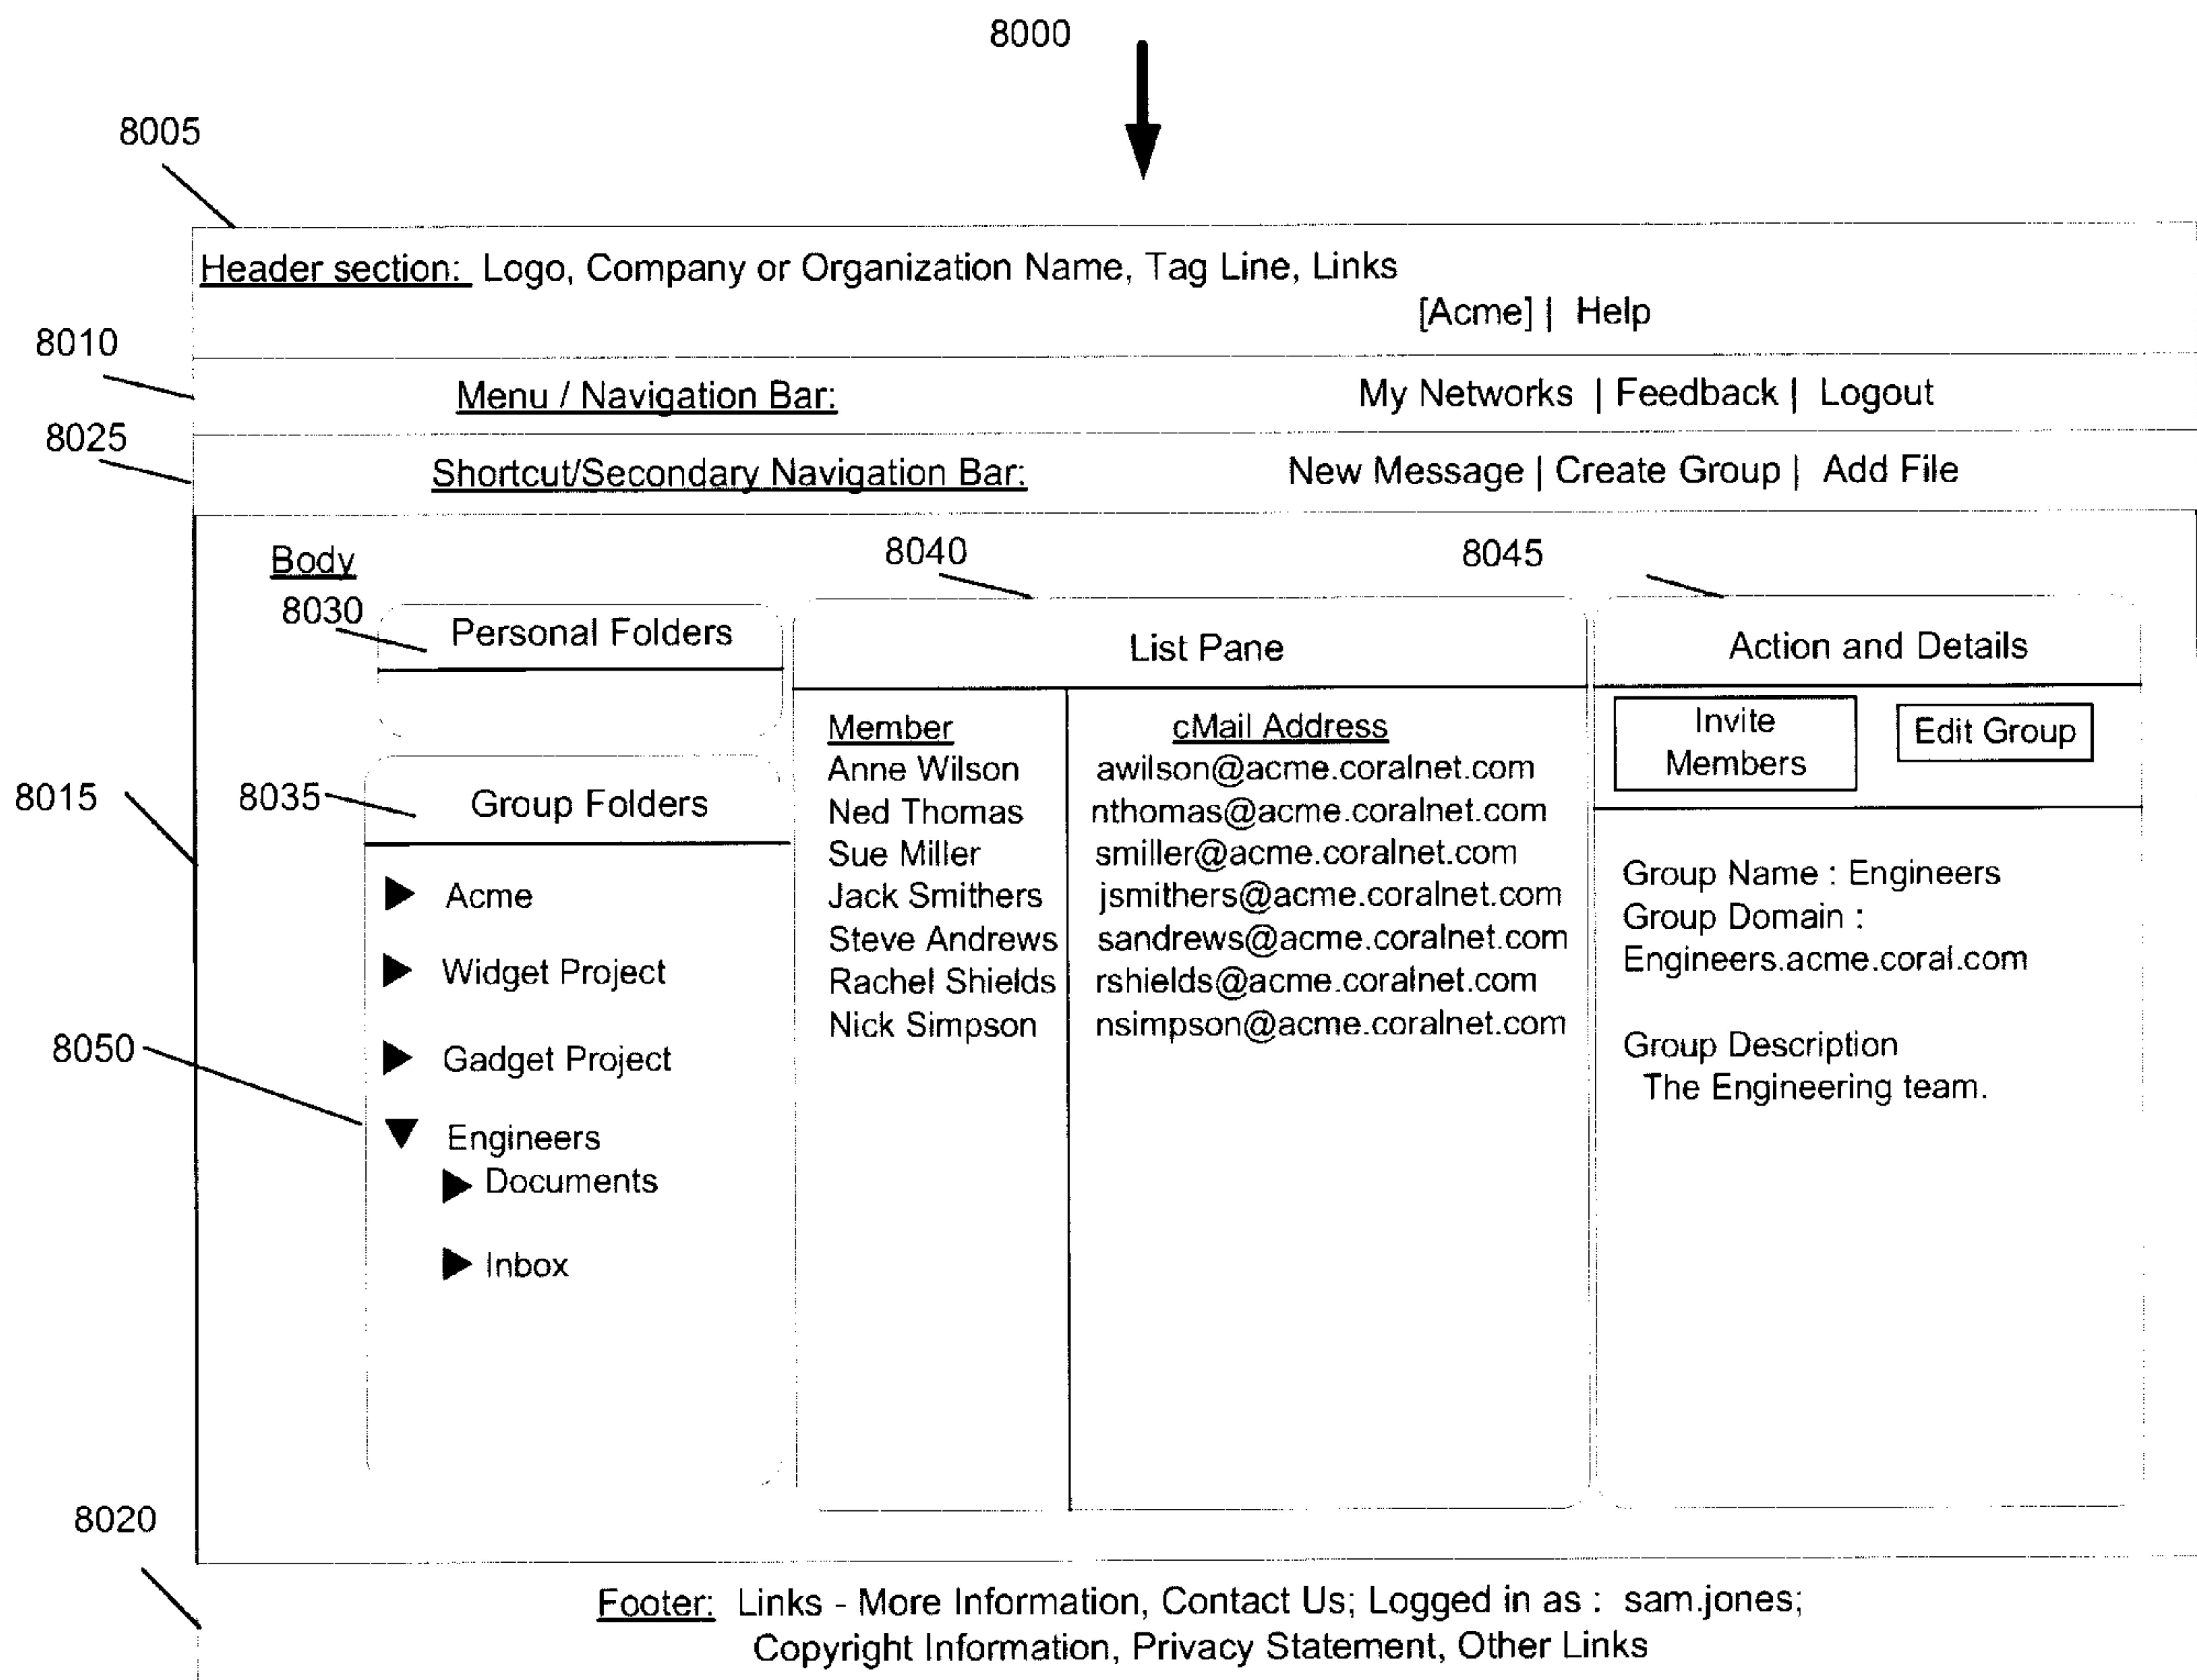 8000
8005
Header section: Logo, Company or Organization Name, Tag Line, Links
[Acme] | Help
8010
Menu / Navigation Bar: My Networks | Feedback | Logout
8025
Shortcut/Secondary Navigation Bar: New Message | Create Group | Add File
Body
8040
8045
8030
Personal Folders
List Pane
Action and Details
8015
8035
Group Folders
Acme
Widget Project
8050
Gadget Project
Engineers
Documents
Inbox
Member cMail Address
Anne Wilson awilson@acme.coralnet.com
Ned Thomas nthomas@acme.coralnet.com
Sue Miller smiller@acme.coralnet.com
Jack Smithers jsmithers@acme.coralnet.com
Steve Andrews sandrews@acme.coralnet.com
Rachel Shields rshields@acme.coralnet.com
Nick Simpson nsimpson@acme.coralnet.com
Invite
Members
Edit Group
Group Name : Engineers
Group Domain :
Engineers.acme.coral.com
Group Description
The Engineering team.
8020
Footer: Links - More Information, Contact Us; Logged in as : sam.jones;
Copyright Information, Privacy Statement, Other Links